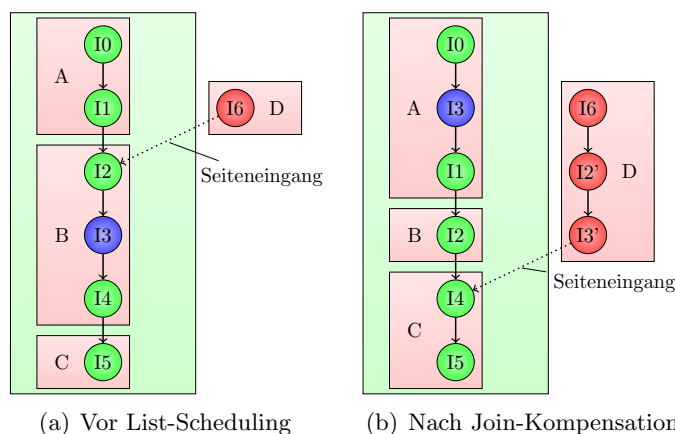 I0
A
I1
I6 D
I2
Seiteneingang
B I3
I4
C I5
(a) Vor List-Scheduling
I0
A I3
I1
I6
I2' D
B I2
I3'
Seiteneingang
I4
C
I5
(b) Nach Join-Kompensation